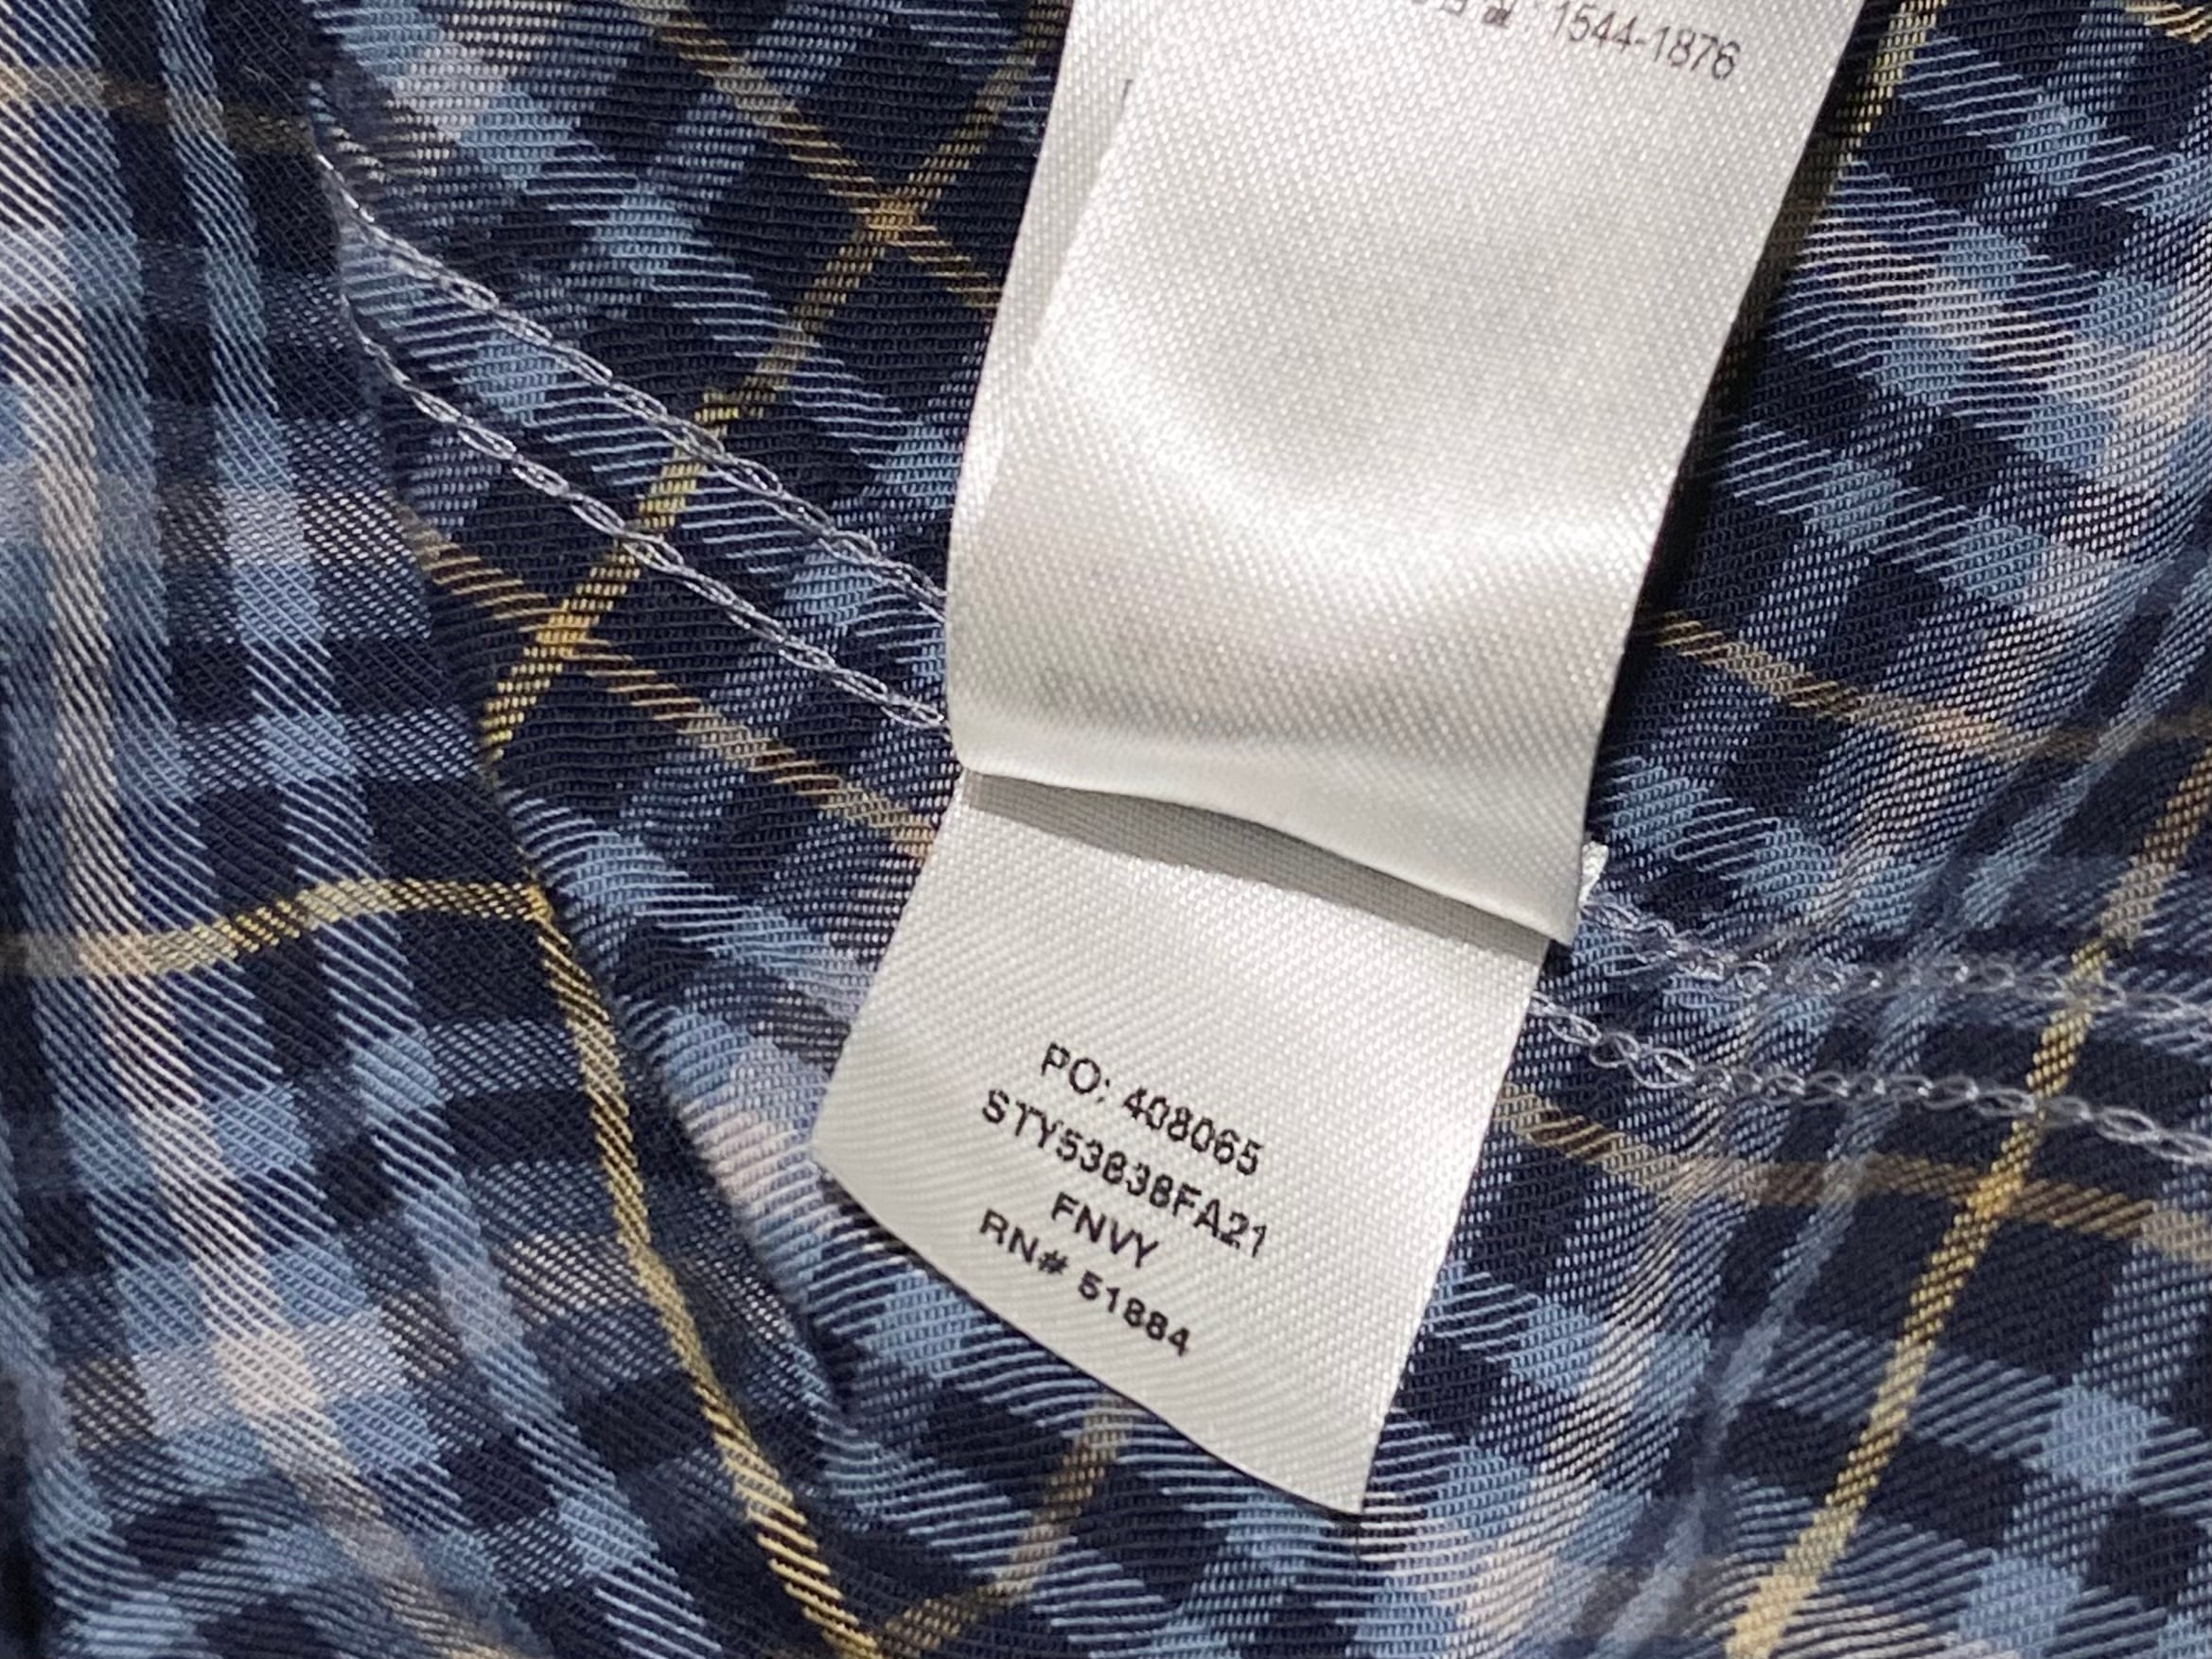 : 1544-1876
PO: 408065
STY53838FA21
FNVY
RN# 51884